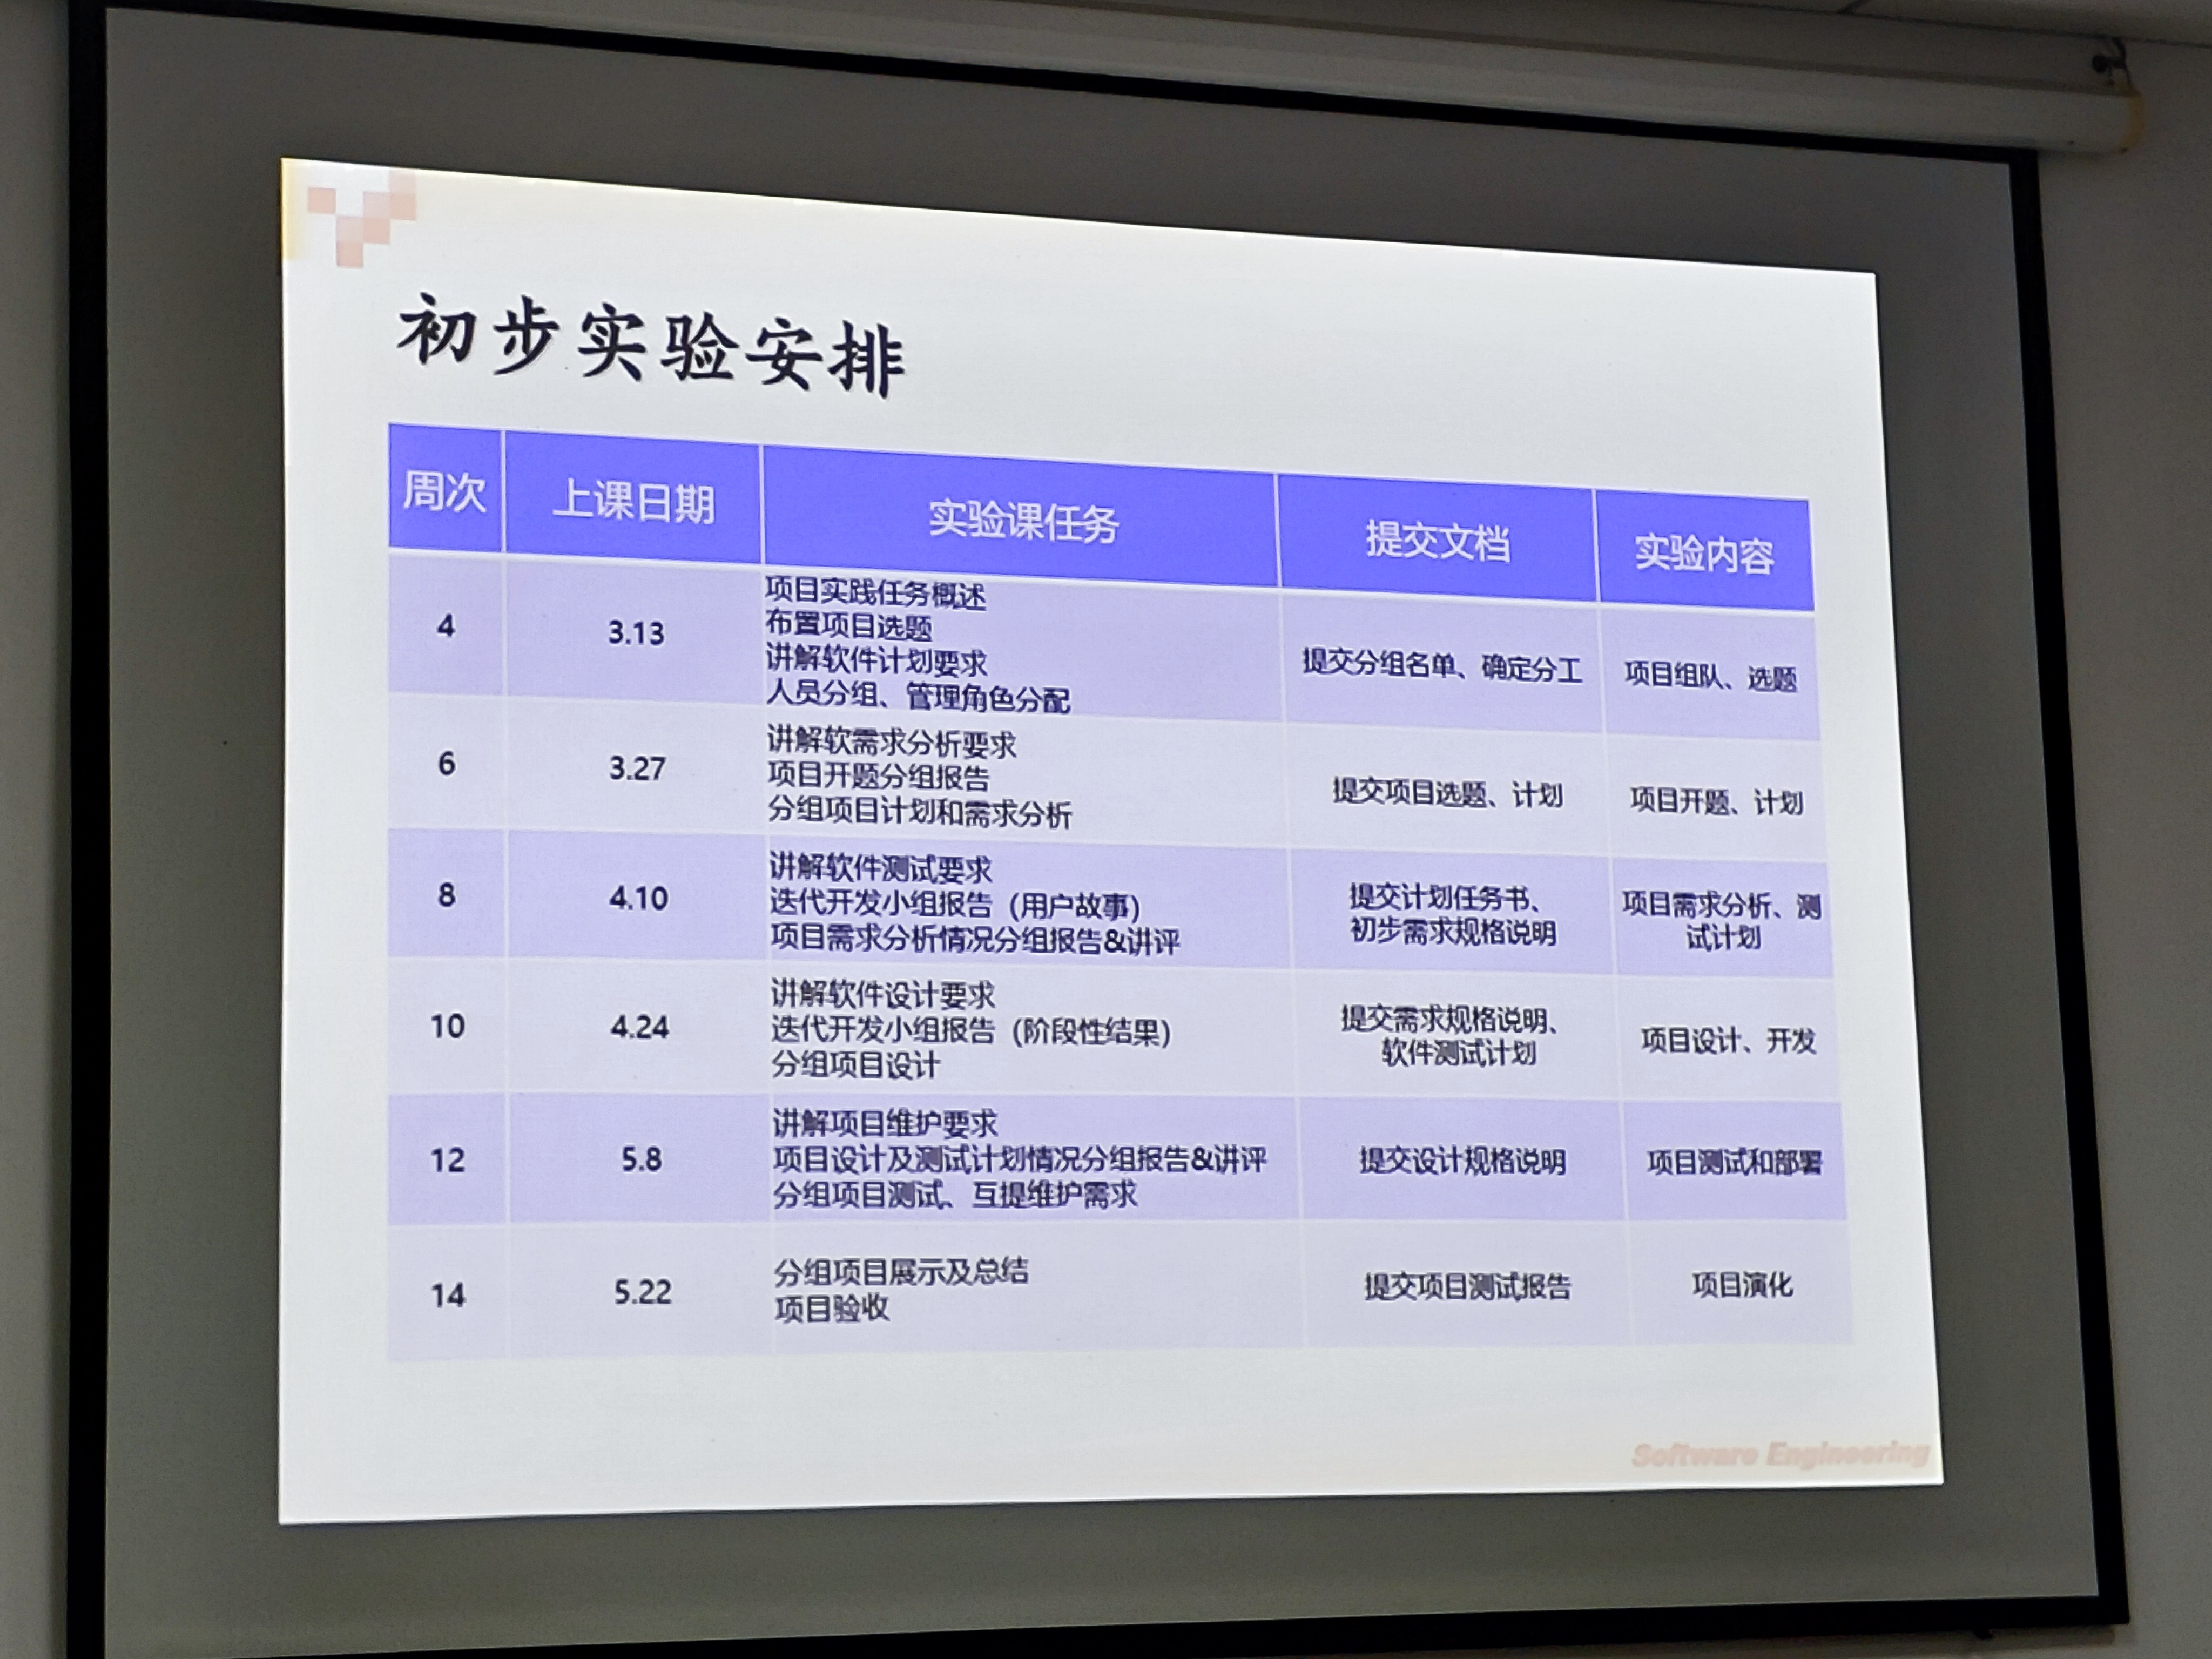 初步实验安排
周次 上课日期 实验课任务 提交文档 实验内容
4 3.13
项目实践任务概述
布置项目选题
讲解软件计划要求
人员分组、管理角色分配
提交分组名单、确定分工
项目组队、选题
6 3.27
讲解软需求分析要求
项目开题分组报告
分组项目计划和需求分析
提交项目选题、计划
项目开题、计划
8 4.10
讲解软件测试要求
迭代开发小组报告（用户故事）
项目需求分析情况分组报告&讲评
提交计划任务书、
初步需求规格说明
项目需求分析、测
试计划
10 4.24
讲解软件设计要求
迭代开发小组报告（阶段性结果）
分组项目设计
提交需求规格说明、
软件测试计划
项目设计、开发
12 5.8
讲解项目维护要求
项目设计及测试计划情况分组报告&讲评
分组项目测试、互提维护需求
提交设计规格说明
项目测试和部署
14 5.22
分组项目展示及总结
项目验收
提交项目测试报告
项目演化
Software Engineering